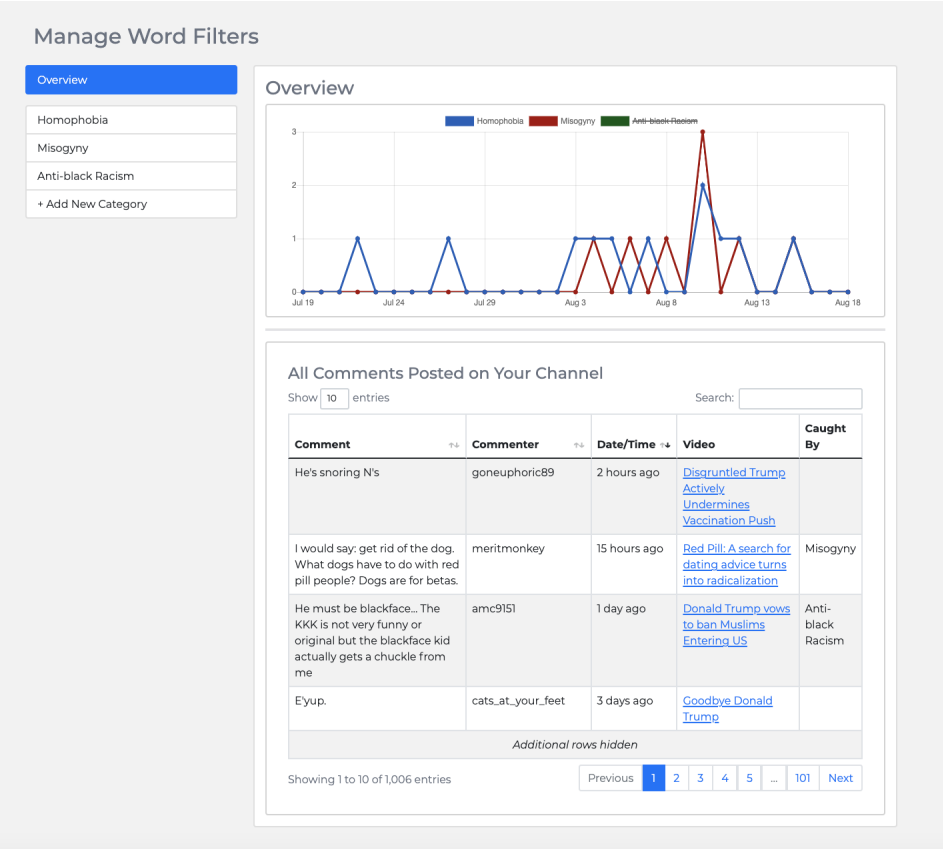 Manage Word Filters
Overview
Homophobia
Misogyny
Anti-black Racism
+ Add New Category
Overview
Homophobia Misogyny Anti-black Racism
3
2
1
0
Jul 19 Jul 24 Jul 29 Aug 3 Aug 8 Aug 13 Aug 18
All Comments Posted on Your Channel
Show 10 entries Search:
Comment Commenter Date/Time Video Caught By
He's snoring N's goneuphoric89 2 hours ago Disgruntled Trump
Actively
Undermines
Vaccination Push
I would say: get rid of the dog. meritmonkey 15 hours ago Red Pill: A search for Misogyny
What dogs have to do with red dating advice turns
pill people? Dogs are for betas. into radicalization
He must be blackface... The amc9151 1 day ago Donald Trump vows Anti-
KKK is not very funny or to ban Muslims black
original but the blackface kid Entering US Racism
actually gets a chuckle from
me
E'yup. cats_at_your_feet 3 days ago Goodbye Donald
Trump
Additional rows hidden
Showing 1 to 10 of 1,006 entries Previous 1 2 3 4 5 ... 101 Next